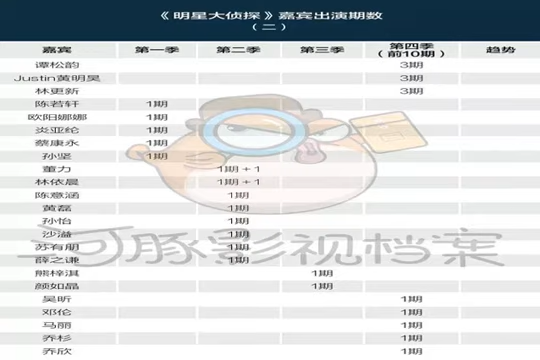 《明星大侦探》嘉宾出演期数
（二）
嘉宾 第一季 第二季 第三季 第四季（前10期） 趋势
谭松韵 3期
Justin黄明昊 3期
林更新 3期
陈若轩 1期
欧阳娜娜 1期
炎亚纶 1期
蔡康永 1期
孙坚 1期
董力 1期+1
林依晨 1期+1
陈意涵 1期
黄磊 1期
孙怡 1期
沙溢 1期
苏有朋 1期
薛之谦 1期
熊梓淇 1期
颜如晶 1期
吴昕 1期
邓伦 1期
马丽 1期
乔杉 1期
乔欣 1期
河豚影视档案